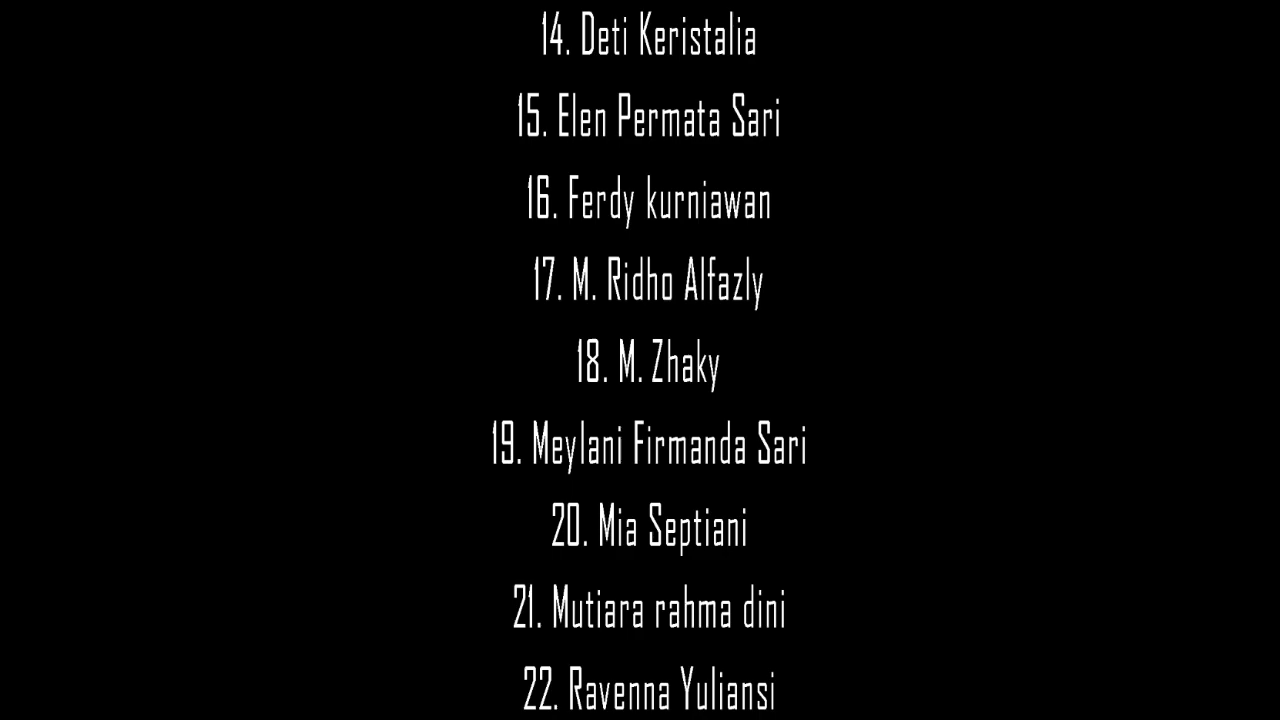 14. Deti Keristalia
15. Elen Permata Sari
16. Ferdy kurniawan
17. M. Ridho Alfazly
18. M. Zhaky
19. Meylani Firmanda Sari
20. Mia Septiani
21. Mutiara rahma dini
22. Ravenna Yuliansi